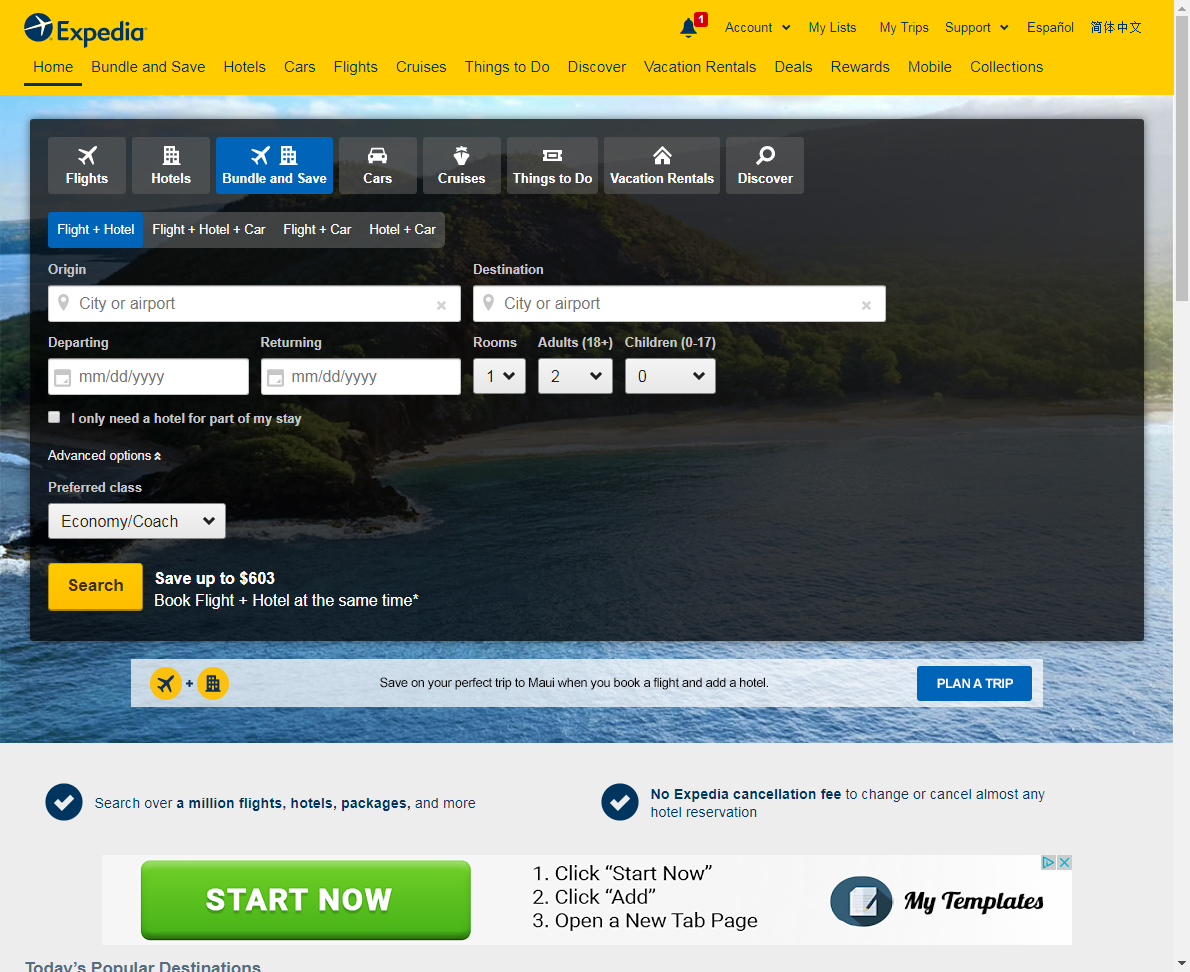 Expedia
1
Account
My Lists
My Trips
Support
Español
简体中文
Home
Bundle and Save
Hotels
Cars
Flights
Cruises
Things to Do
Discover
Vacation Rentals
Deals
Rewards
Mobile
Collections
Flights
Hotels
Bundle and Save
Cars
Cruises
Things to Do
Vacation Rentals
Discover
Flight + Hotel
Flight + Hotel + Car
Flight + Car
Hotel + Car
Origin
Destination
City or airport
City or airport
Departing
Returning
Rooms
Adults (18+)
Children (0-17)
mm/dd/yyyy
mm/dd/yyyy
1
2
0
I only need a hotel for part of my stay
Advanced options
Preferred class
Economy/Coach
Search
Save up to $603
Book Flight + Hotel at the same time*
Save on your perfect trip to Maui when you book a flight and add a hotel.
PLAN A TRIP
Search over a million flights, hotels, packages, and more
No Expedia cancellation fee to change or cancel almost any
hotel reservation
START NOW
1. Click “Start Now”
2. Click “Add”
3. Open a New Tab Page
My Templates
Today’s Popular Destinations